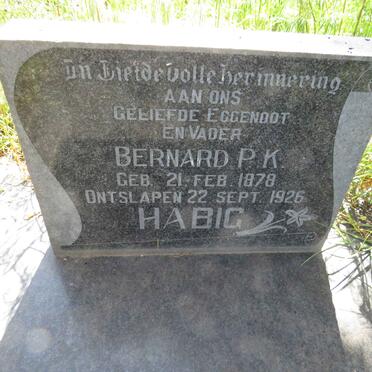 In Liefdevolle herinnering
AAN ONS
GELIEFDE EGGENOOT
EN VADER
BERNARD P.K.
GEB. 21. FEB. 1878
ONTSLAPEN 22 SEPT. 1926
HABIG